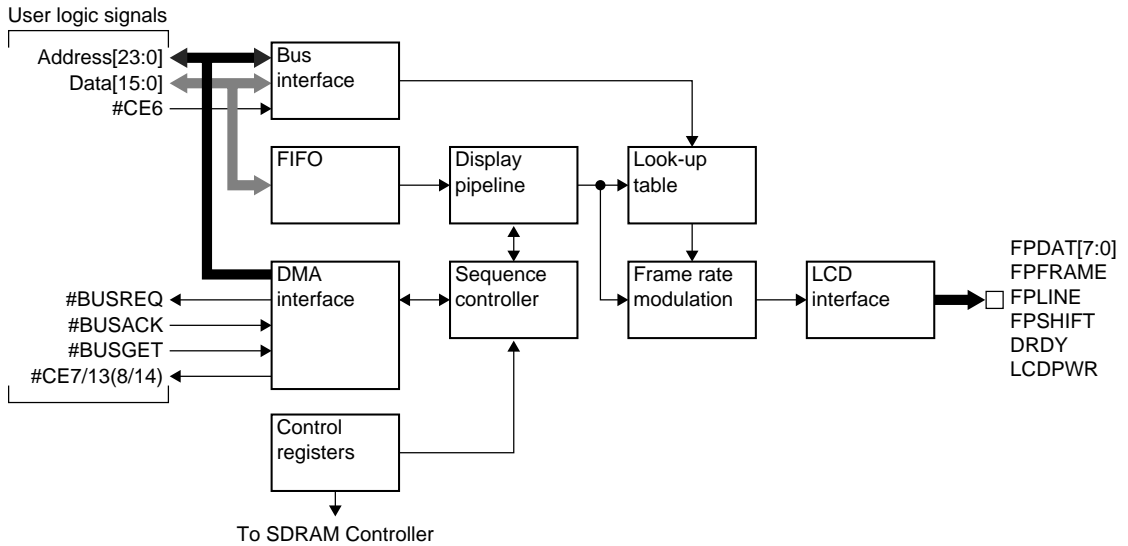 User logic signals
Address[23:0]
Data[15:0]
#CE6
Bus
interface
FIFO
Display
pipeline
Look-up
table
DMA
interface
Sequence
controller
Frame rate
modulation
LCD
interface
#BUSREQ
#BUSACK
#BUSGET
#CE7/13(8/14)
FPDAT[7:0]
FPFRAME
FPLINE
FPSHIFT
DRDY
LCDPWR
Control
registers
To SDRAM Controller